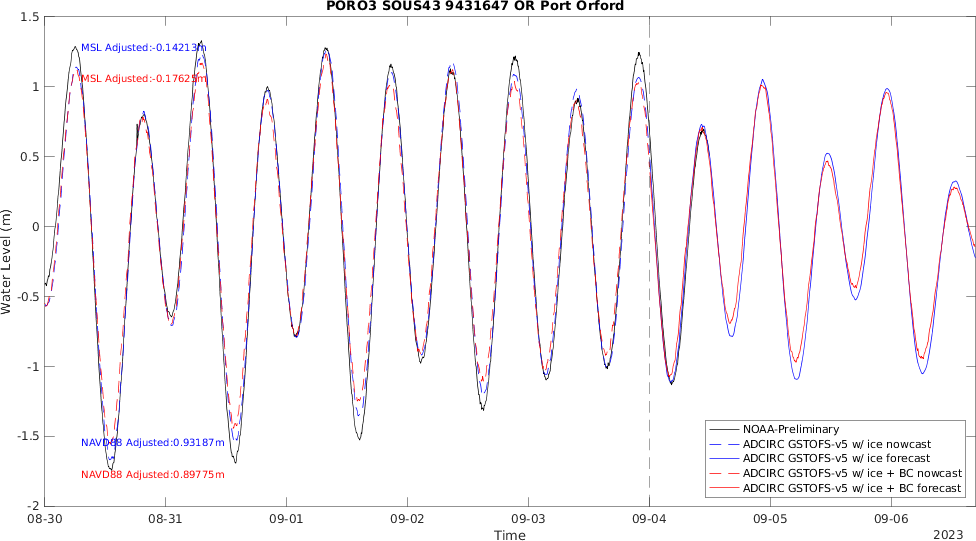 PORO3 SOUS43 9431647 OR Port Orford
Water Level (m)
1.5
1
0.5
0
-0.5
-1
-1.5
-2
MSL Adjusted:-0.14213m
MSL Adjusted:-0.17625m
NAVD88 Adjusted:0.93187m
NAVD88 Adjusted:0.89775m
NOAA-Preliminary
ADCIRC GSTOFS-v5 w/ ice nowcast
ADCIRC GSTOFS-v5 w/ ice forecast
ADCIRC GSTOFS-v5 w/ ice + BC nowcast
ADCIRC GSTOFS-v5 w/ ice + BC forecast
08-30 08-31 09-01 09-02 09-03 09-04 09-05 09-06
Time
2023